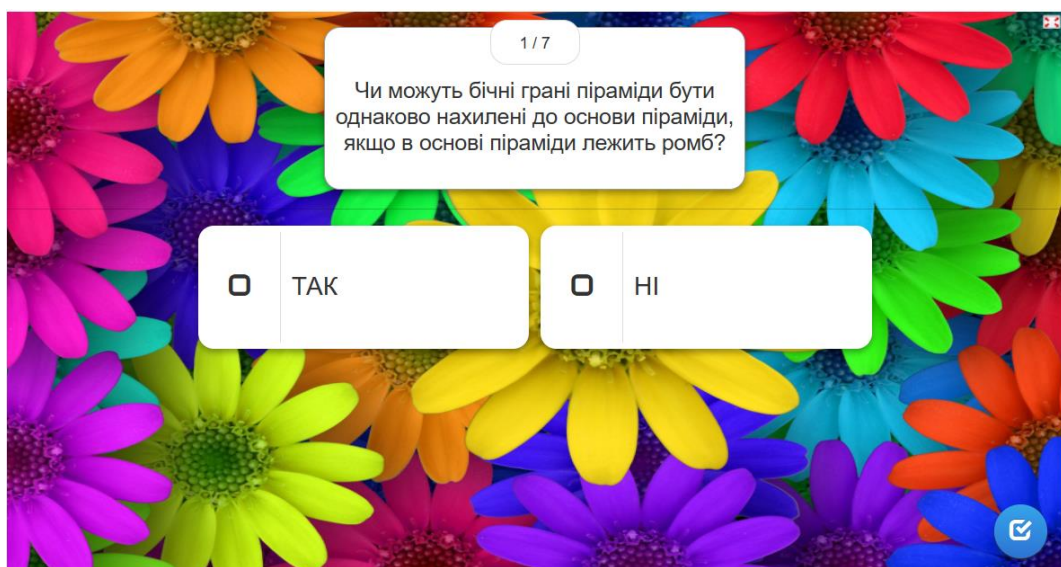 1 / 7
Чи можуть бічні грані піраміди бути
однаково нахилені до основи піраміди,
якщо в основі піраміди лежить ромб?
ТАК
НІ